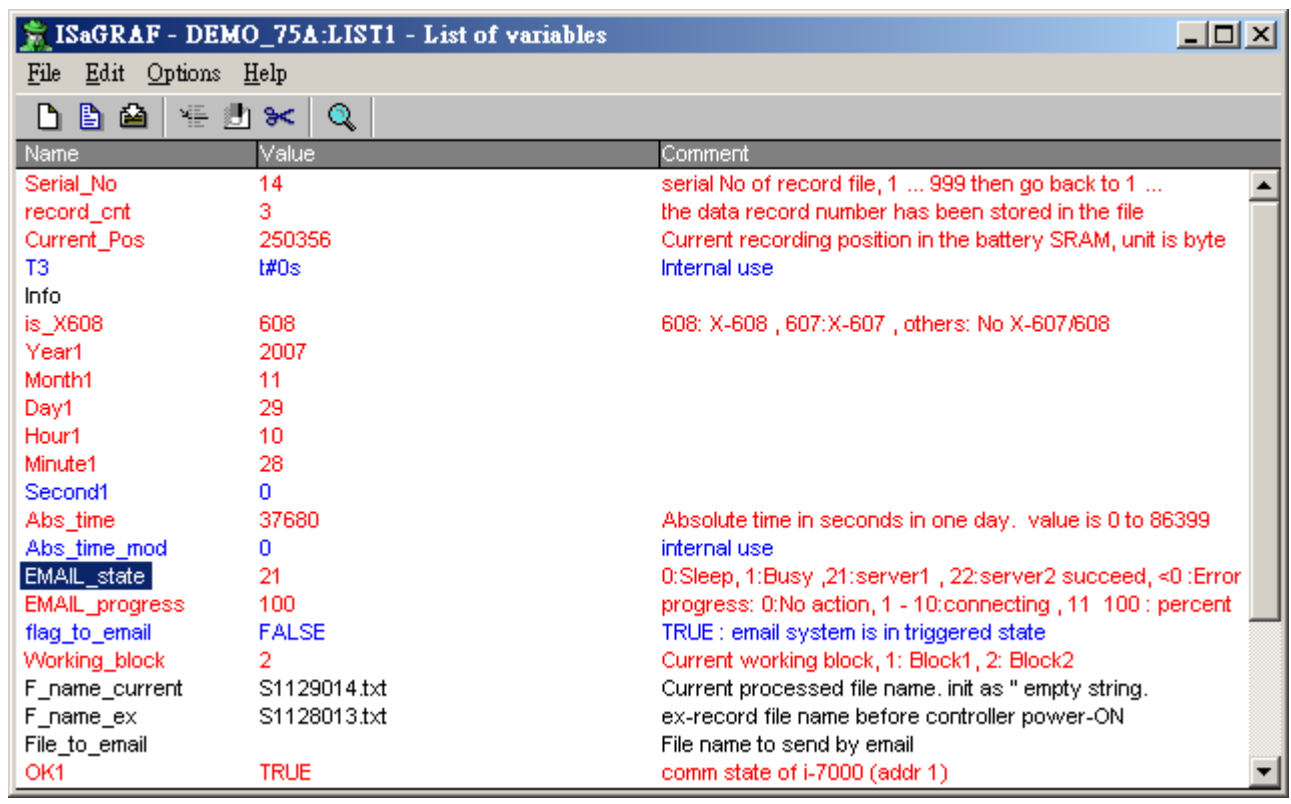 ISaGRAF - DEMO_75A:LIST1 - List of variables
File Edit Options Help
Name Value Comment
Serial_No 14 serial No of record file, 1 ... 999 then go back to 1 ...
record_cnt 3 the data record number has been stored in the file
Current_Pos 250356 Current recording position in the battery SRAM, unit is byte
T3 t#0s Internal use
Info
is_X608 608 608: X-608 , 607:X-607 , others: No X-607/608
Year1 2007
Month1 11
Day1 29
Hour1 10
Minute1 28
Second1 0
Abs_time 37680 Absolute time in seconds in one day. value is 0 to 86399
Abs_time_mod 0 internal use
EMAIL_state 21 0:Sleep, 1:Busy ,21:server1 , 22:server2 succeed, <0 :Error
EMAIL_progress 100 progress: 0:No action, 1 - 10:connecting , 11 100 : percent
flag_to_email FALSE TRUE : email system is in triggered state
Working_block 2 Current working block, 1: Block1, 2: Block2
F_name_current S1129014.txt Current processed file name. init as '' empty string.
F_name_ex S1128013.txt ex-record file name before controller power-ON
File_to_email File name to send by email
OK1 TRUE comm state of i-7000 (addr 1)